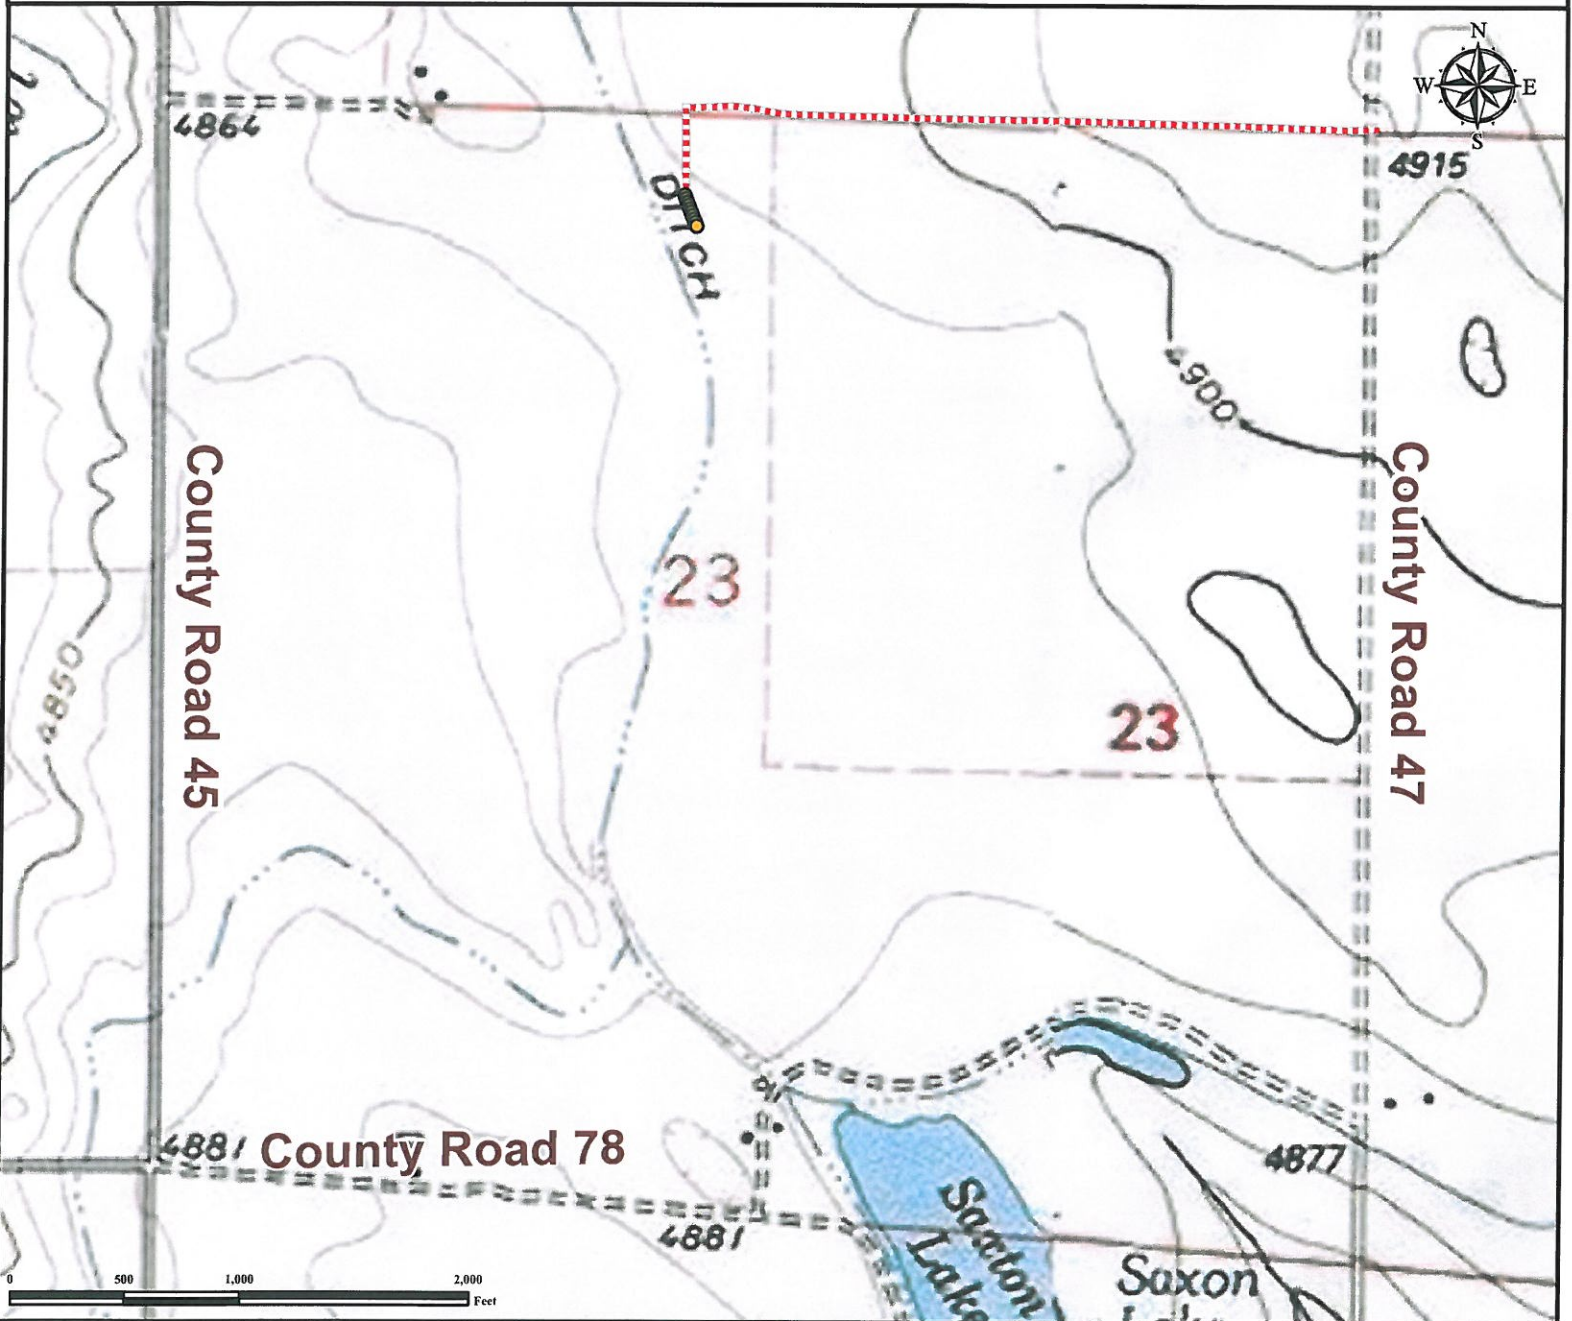 N
W E
S
4864
4915
DITCH
4900
County Road 45
County Road 47
23
4850
23
4881
County Road 78
4877
4881
Saxton
Lake
Saxon
0 500 1,000 2,000
Feet